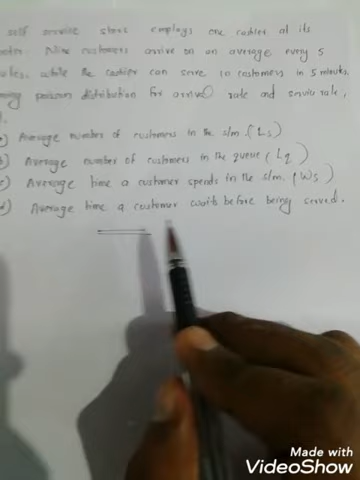 self service store employs one cashier at its
Nine customers arrive on an average every 5
while the cashier can serve 10 customers in 5 minutes.
poisson distribution for arrival rate and service rate,
Average number of customers in the s/m. (Ls)
b) Average number of customers in the queue (Lq)
c) Average time a customer spends in the s/m. (Ws)
d) Average time a customer waits before being served.
Made with
VideoShow